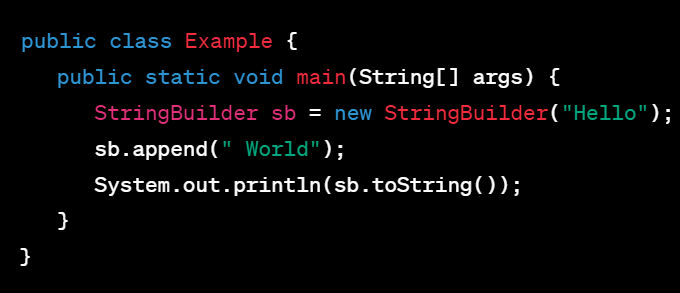 public class Example {
public static void main(String[] args) {
StringBuilder sb = new StringBuilder("Hello");
sb.append(" World");
System.out.println(sb.toString());
}
}